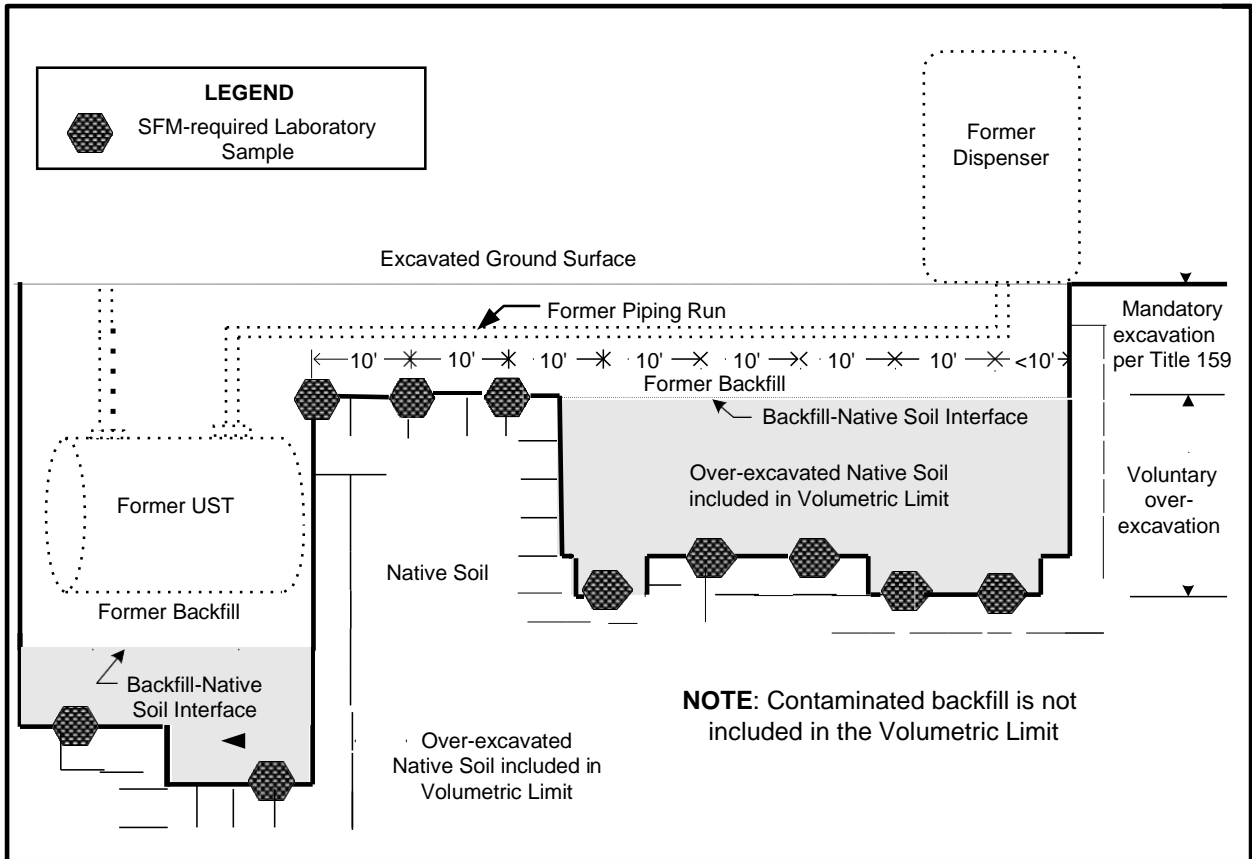 LEGEND
SFM-required Laboratory
Sample
Former
Dispenser
Excavated Ground Surface
Former Piping Run
Mandatory
excavation
per Title 159
10' 10' 10' 10' 10' 10' 10' <10'
Former Backfill
Backfill-Native Soil Interface
Over-excavated Native Soil
included in Volumetric Limit
Voluntary
over-
excavation
Former UST
Native Soil
Former Backfill
Backfill-Native
Soil Interface
Over-excavated
Native Soil included in
Volumetric Limit
NOTE: Contaminated backfill is not
included in the Volumetric Limit